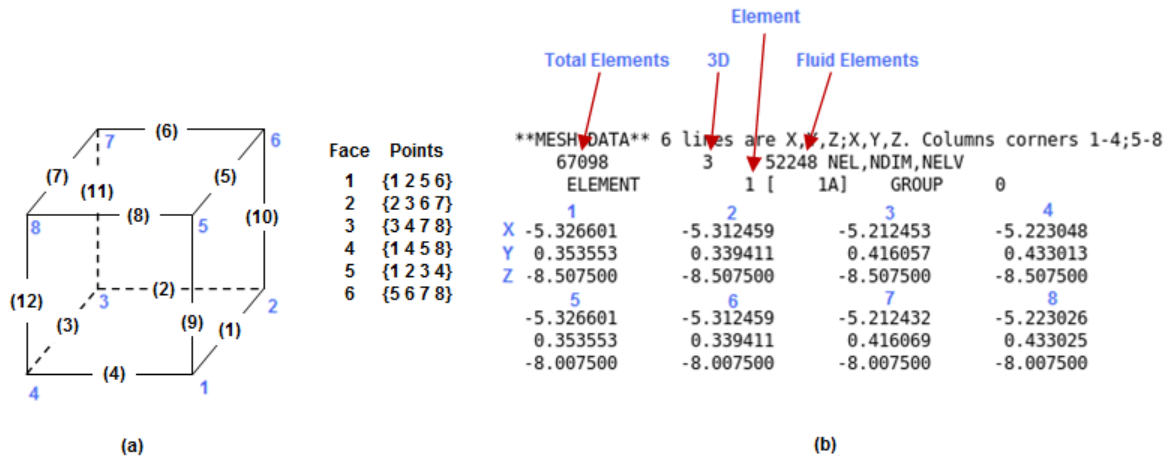 7
(6)
6
(7)
(11)
(5)
8
(8)
5
(10)
(12)
3
(2)
2
(3)
(9)
(1)
4
(4)
1
(a)
Face Points
1 {1 2 5 6}
2 {2 3 6 7}
3 {3 4 7 8}
4 {1 4 5 8}
5 {1 2 3 4}
6 {5 6 7 8}
Element
Total Elements 3D Fluid Elements
**MESH DATA** 6 lines are X,Y,Z;X,Y,Z. Columns corners 1-4;5-8
67098 3 52248 NEL,NDIM,NELV
ELEMENT 1 [ 1A] GROUP 0
1 2 3 4
X -5.326601 -5.312459 -5.212453 -5.223048
Y 0.353553 0.339411 0.416057 0.433013
Z -8.507500 -8.507500 -8.507500 -8.507500
5 6 7 8
-5.326601 -5.312459 -5.212432 -5.223026
0.353553 0.339411 0.416069 0.433025
-8.007500 -8.007500 -8.007500 -8.007500
(b)